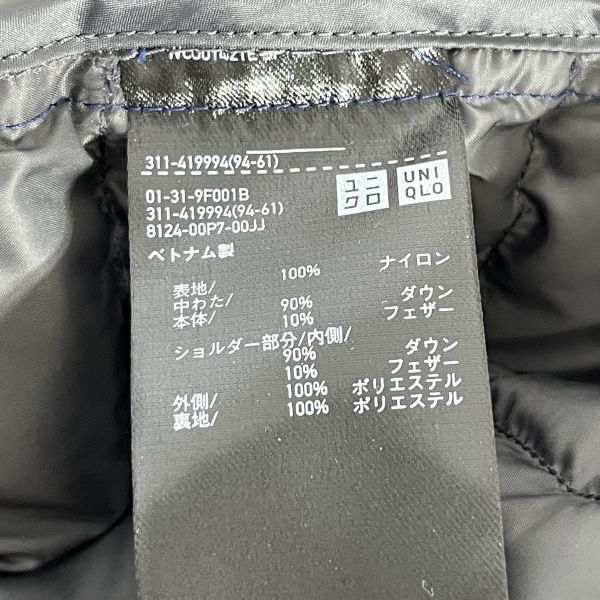 311-419994(94-61)
01-31-9F001B
311-419994(94-61)
8124-00P7-00JJ
ユニ
クロ
UNI
QLO
ベトナム製
表地/ 100% ナイロン
中わた/
本体/ 90% ダウン
10% フェザー
ショルダー部分/内側/
90% ダウン
10% フェザー
外側/ 100% ポリエステル
裏地/ 100% ポリエステル